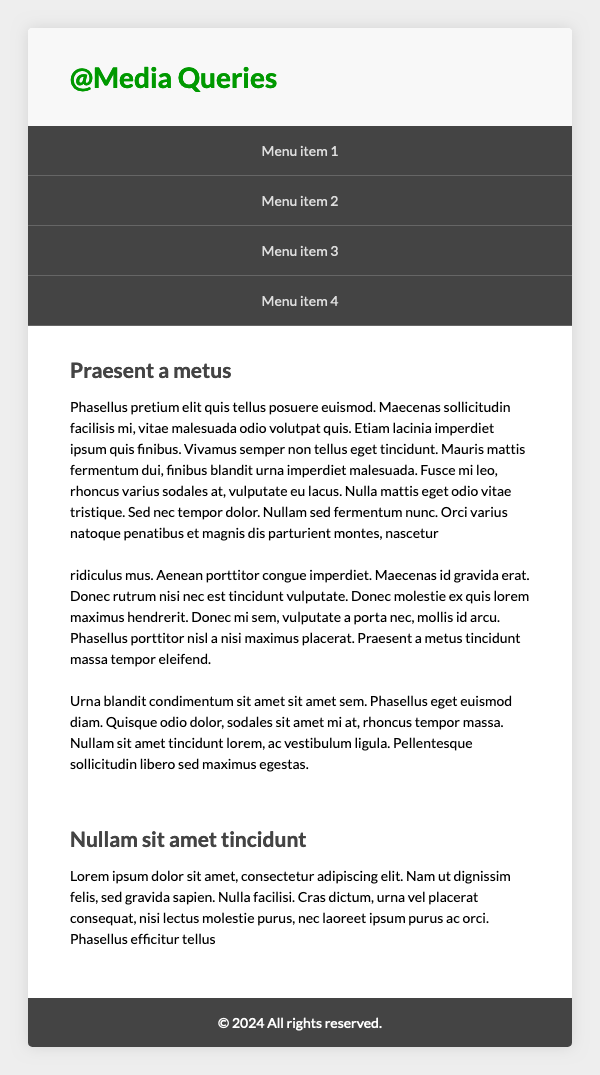 @Media Queries
Menu item 1
Menu item 2
Menu item 3
Menu item 4
Praesent a metus
Phasellus pretium elit quis tellus posuere euismod. Maecenas sollicitudin
facilisis mi, vitae malesuada odio volutpat quis. Etiam lacinia imperdiet
ipsum quis finibus. Vivamus semper non tellus eget tincidunt. Mauris mattis
fermentum dui, finibus blandit urna imperdiet malesuada. Fusce mi leo,
rhoncus varius sodales at, vulputate eu lacus. Nulla mattis eget odio vitae
tristique. Sed nec tempor dolor. Nullam sed fermentum nunc. Orci varius
natoque penatibus et magnis dis parturient montes, nascetur
ridiculus mus. Aenean porttitor congue imperdiet. Maecenas id gravida erat.
Donec rutrum nisi nec est tincidunt vulputate. Donec molestie ex quis lorem
maximus hendrerit. Donec mi sem, vulputate a porta nec, mollis id arcu.
Phasellus porttitor nisl a nisi maximus placerat. Praesent a metus tincidunt
massa tempor eleifend.
Urna blandit condimentum sit amet sit amet sem. Phasellus eget euismod
diam. Quisque odio dolor, sodales sit amet mi at, rhoncus tempor massa.
Nullam sit amet tincidunt lorem, ac vestibulum ligula. Pellentesque
sollicitudin libero sed maximus egestas.
Nullam sit amet tincidunt
Lorem ipsum dolor sit amet, consectetur adipiscing elit. Nam ut dignissim
felis, sed gravida sapien. Nulla facilisi. Cras dictum, urna vel placerat
consequat, nisi lectus molestie purus, nec laoreet ipsum purus ac orci.
Phasellus efficitur tellus
© 2024 All rights reserved.